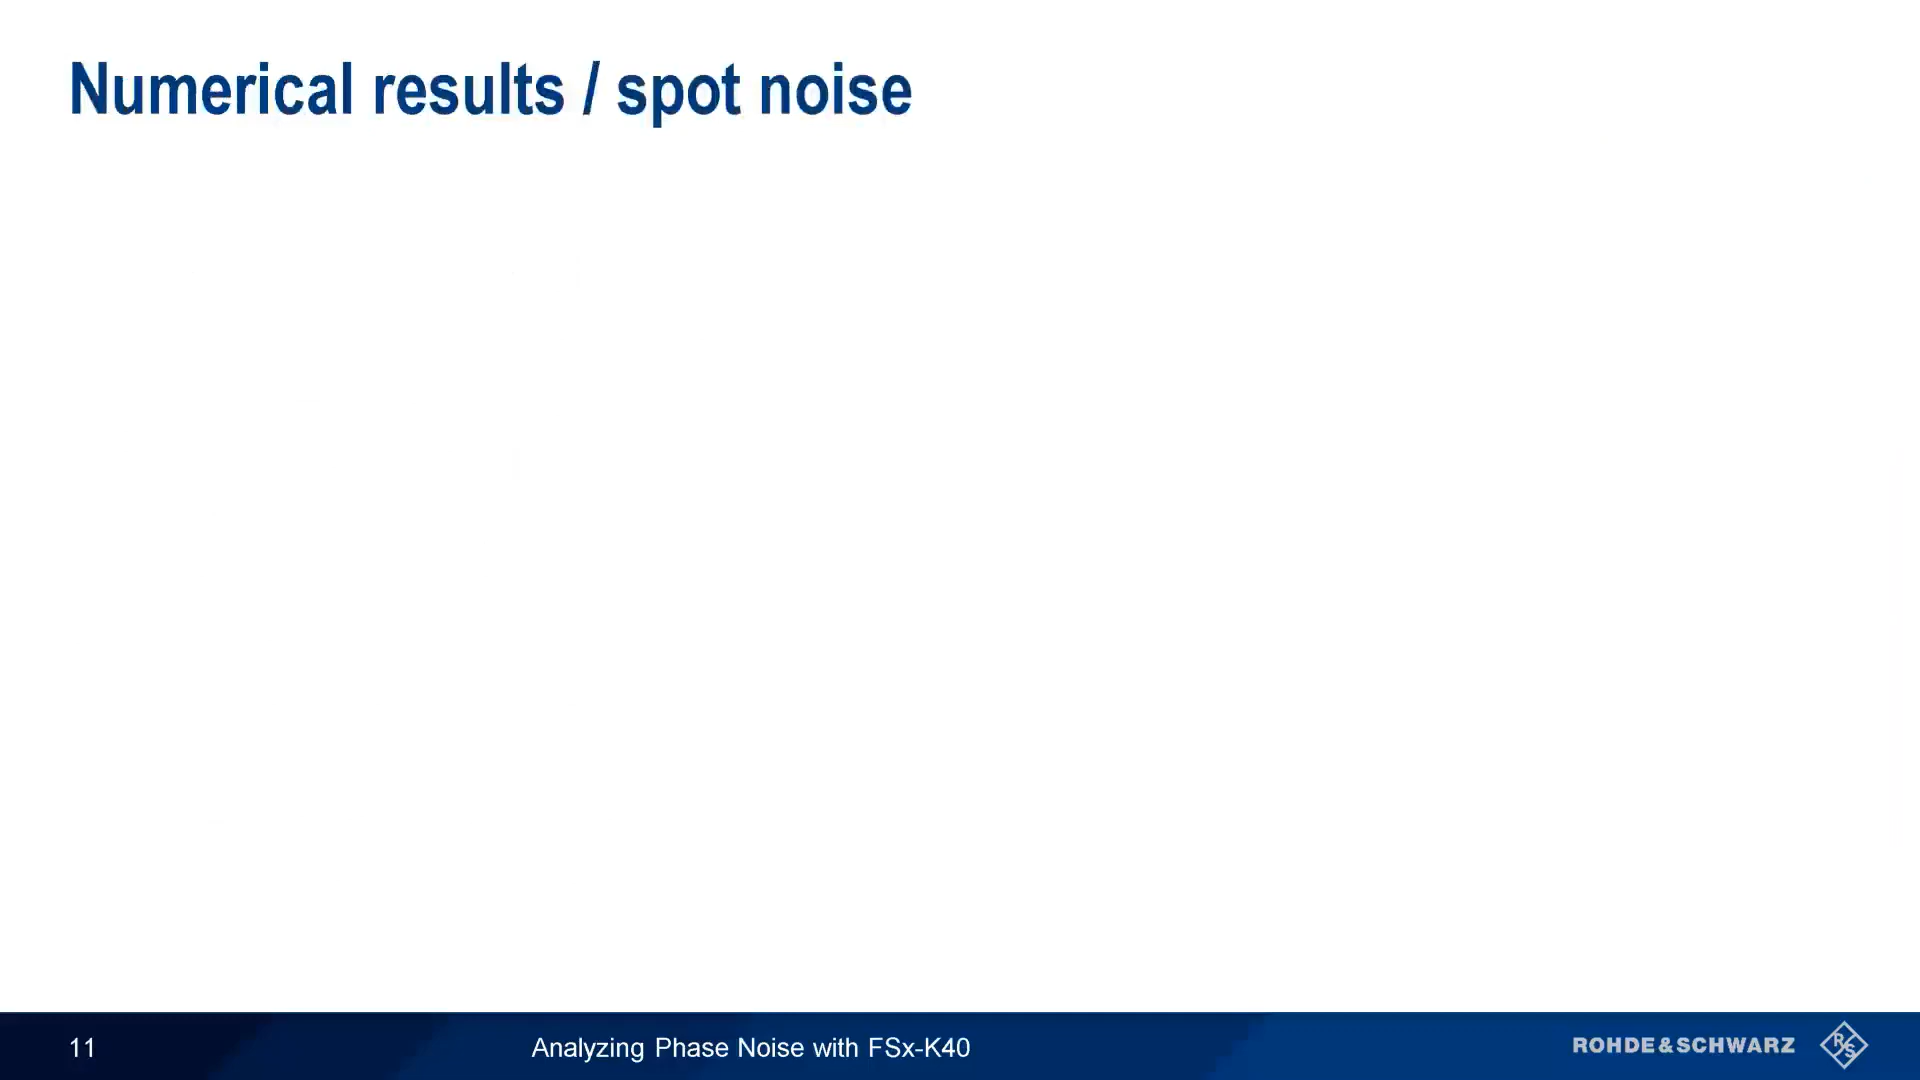 Numerical results / spot noise
11
Analyzing Phase Noise with FSx-K40
ROHDE&SCHWARZ
R
S